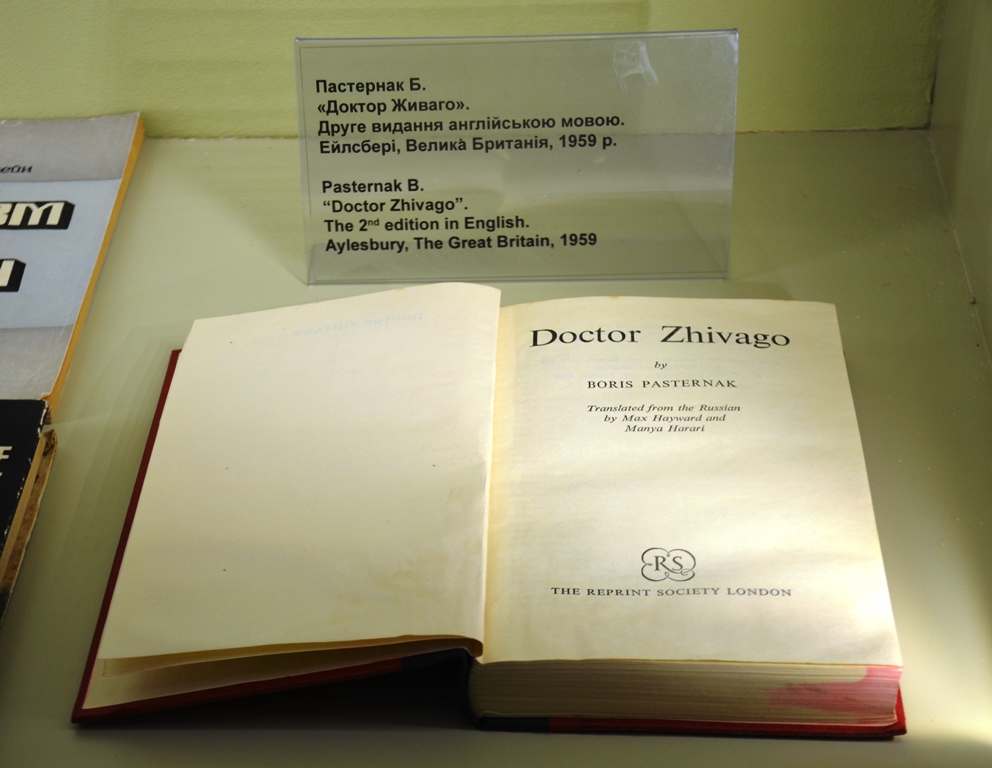 Пастернак Б.
«Доктор Живаго».
Друге видання англійською мовою.
Ейлсбері, Велика Британія, 1959 р.
Pasternak B.
“Doctor Zhivago”.
The 2nd edition in English.
Aylesbury, The Great Britain, 1959
Doctor Zhivago
by
BORIS PASTERNAK
Translated from the Russian
by Max Hayward and
Manya Harari
RS
THE REPRINT SOCIETY LONDON